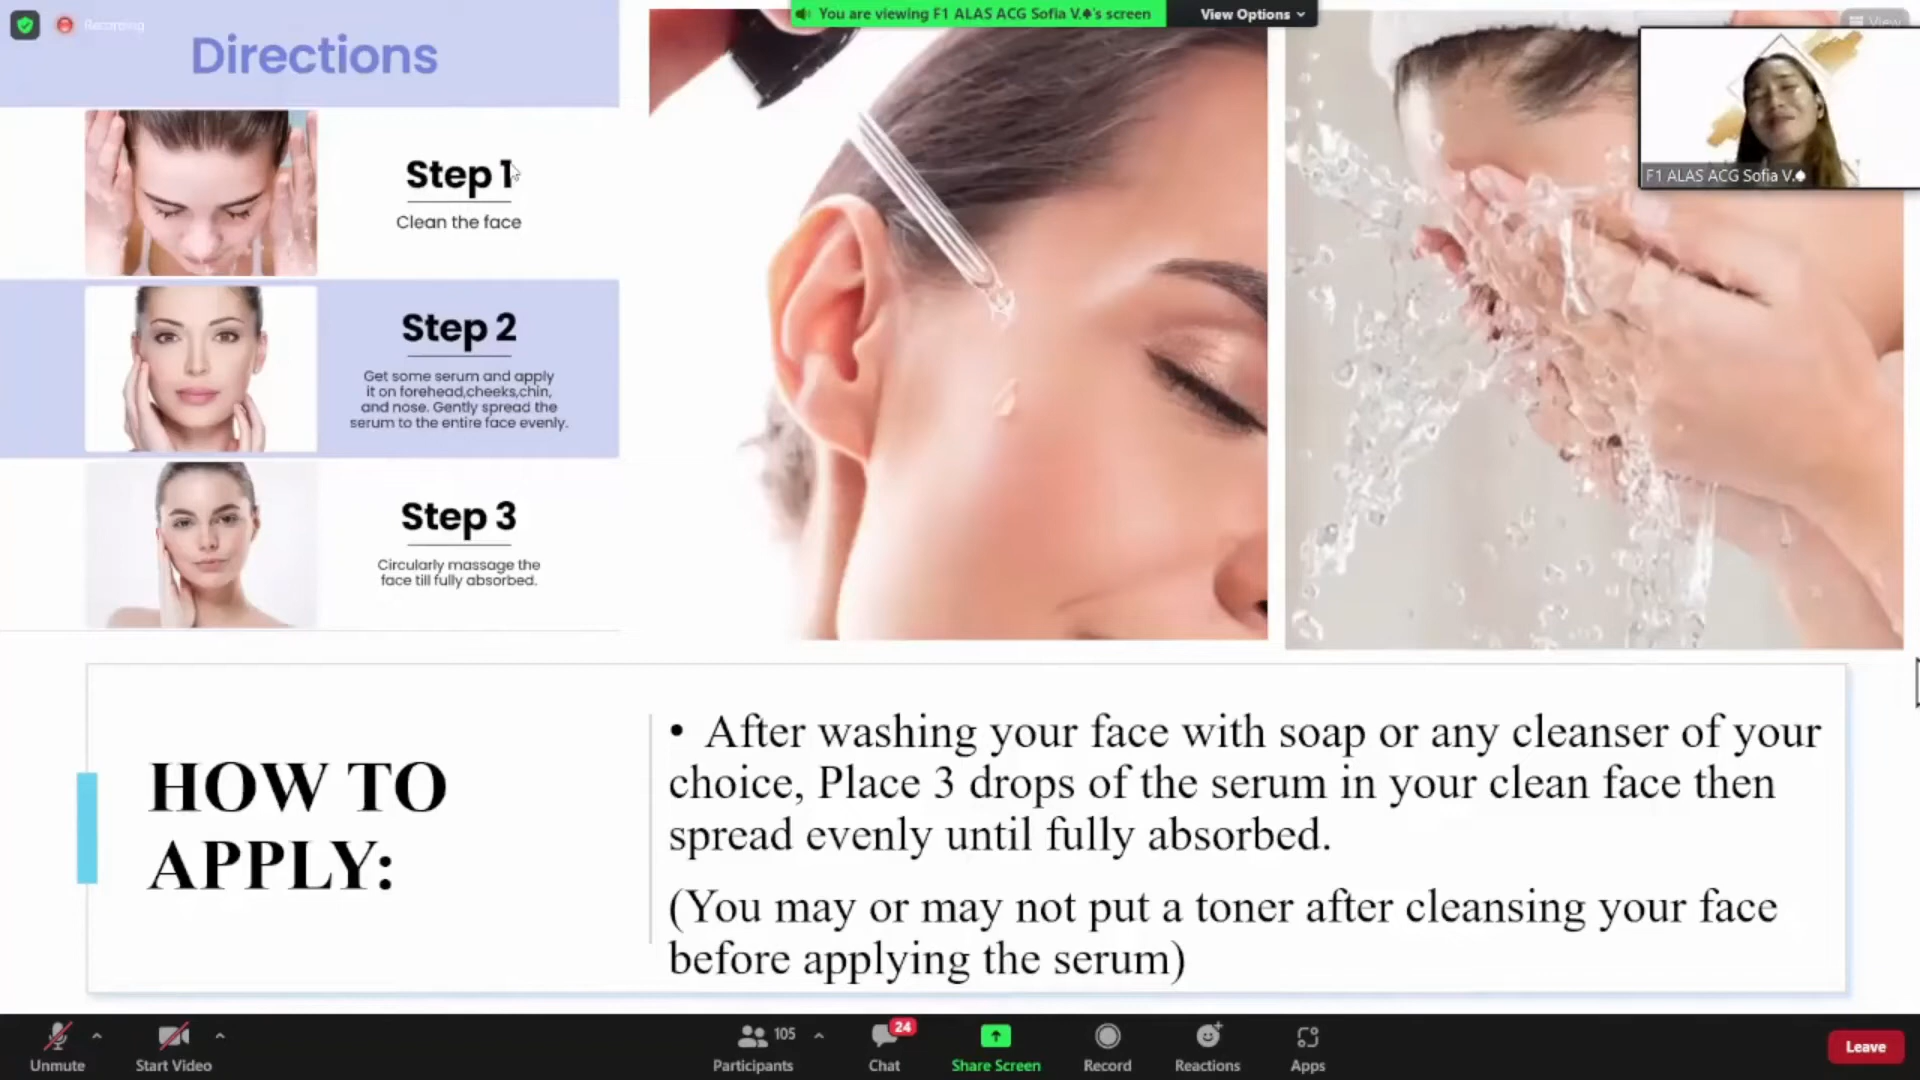 Recording
You are viewing F1 ALAS ACG Sofia V.♠'s screen
View Options
View
Directions
Step 1
Clean the face
Step 2
Get some serum and apply
it on forehead,cheeks,chin,
and nose. Gently spread the
serum to the entire face evenly.
Step 3
Circularly massage the
face till fully absorbed.
F1 ALAS ACG Sofia V.♠
HOW TO
APPLY:
• After washing your face with soap or any cleanser of your
choice, Place 3 drops of the serum in your clean face then
spread evenly until fully absorbed.
(You may or may not put a toner after cleansing your face
before applying the serum)
Unmute
Start Video
105
Participants
24
Chat
Share Screen
Record
Reactions
Apps
Leave